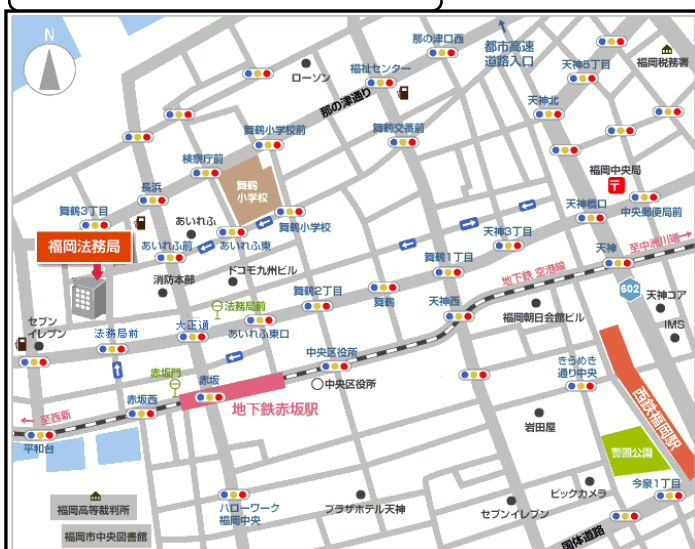 N
那の津口西
都市高速
道路入口
天神5丁目
福岡税務署
ローソン
福祉センター
那の津通り
天神北
舞鶴小学校前
舞鶴交番前
検察庁前
福岡中央局
〒
長浜
舞鶴
小学校
舞鶴3丁目
あいれふ
舞鶴小学校
天神橋口
中央郵便局前
福岡法務局
あいれふ前
あいれふ東
天神3丁目
至中洲川端
天神
消防本部
ドコモ九州ビル
舞鶴1丁目
地下鉄 空港線
602
天神コア
セブン
イレブン
法務局前
大正通
法務局前
あいれふ東口
舞鶴2丁目
舞鶴
天神西
福岡朝日会館ビル
IMS
赤坂門
中央区役所
きらめき
通り中央
赤坂
中央区役所
至西新
赤坂西
地下鉄赤坂駅
西鉄福岡駅
平和台
岩田屋
警固公園
今泉1丁目
ビックカメラ
福岡高等裁判所
ハローワーク
福岡中央
プラザホテル天神
セブンイレブン
福岡市中央図書館
国体道路